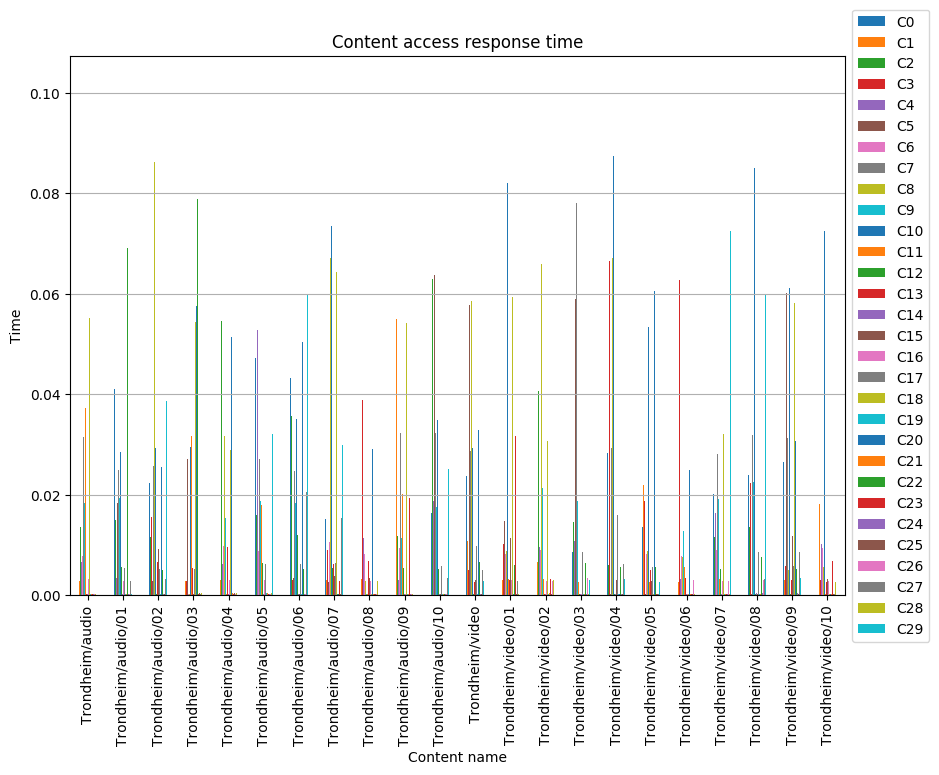 Content access response time
Time
0.10
0.08
0.06
0.04
0.02
0.00
Trondheim/audio
Trondheim/audio/01
Trondheim/audio/02
Trondheim/audio/03
Trondheim/audio/04
Trondheim/audio/05
Trondheim/audio/06
Trondheim/audio/07
Trondheim/audio/08
Trondheim/audio/09
Trondheim/audio/10
Trondheim/video
Trondheim/video/01
Trondheim/video/02
Trondheim/video/03
Trondheim/video/04
Trondheim/video/05
Trondheim/video/06
Trondheim/video/07
Trondheim/video/08
Trondheim/video/09
Trondheim/video/10
Content name
C0
C1
C2
C3
C4
C5
C6
C7
C8
C9
C10
C11
C12
C13
C14
C15
C16
C17
C18
C19
C20
C21
C22
C23
C24
C25
C26
C27
C28
C29